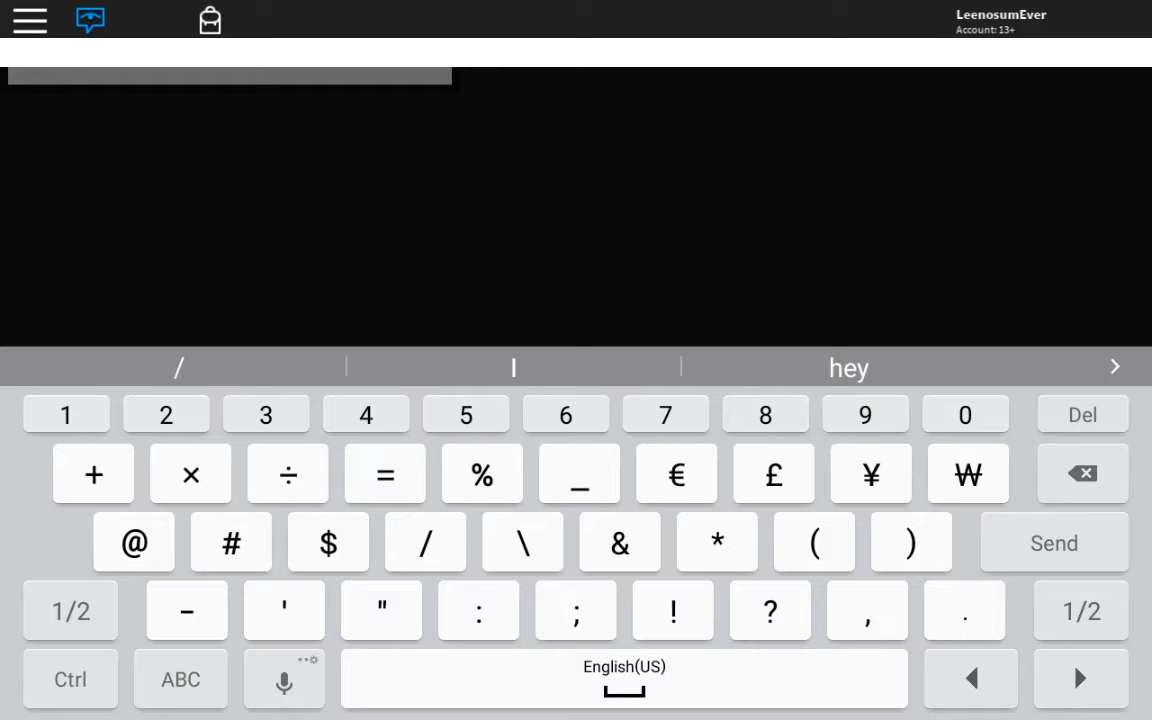 LeenosumEver
Account: 13+
/ I hey >
1 2 3 4 5 6 7 8 9 0 Del
+ × ÷ = % _ € £ ¥ ₩
@ # $ / \ & * ( ) Send
1/2 - ' " : ; ! ? , . 1/2
Ctrl ABC English(US)